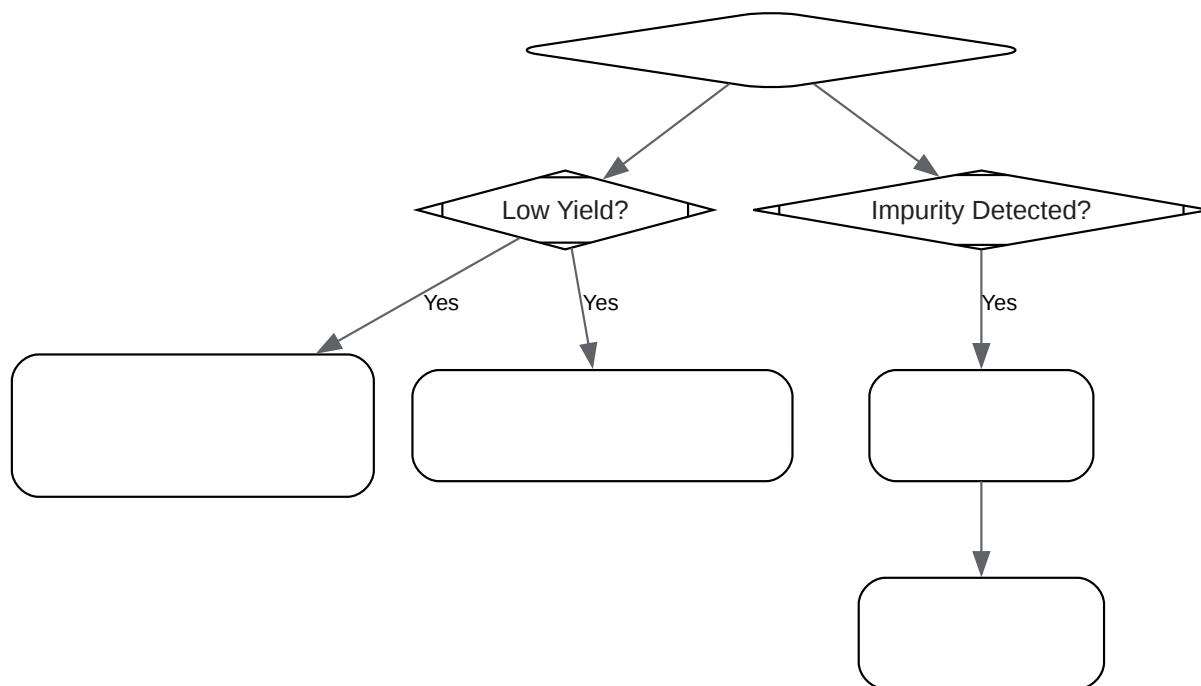 Low Yield?
Impurity Detected?
Yes
Yes
Yes